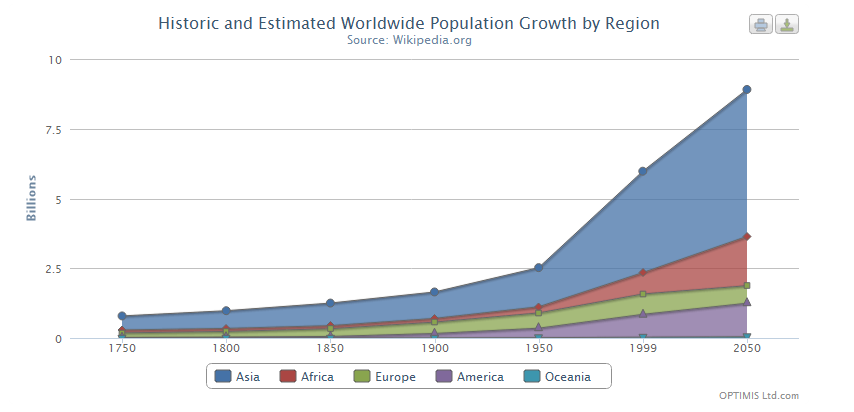 Historic and Estimated Worldwide Population Growth by Region
Source: Wikipedia.org
10
7.5
5
2.5
0
Billions
1750 1800 1850 1900 1950 1999 2050
Asia Africa Europe America Oceania
OPTIMIS Ltd.com